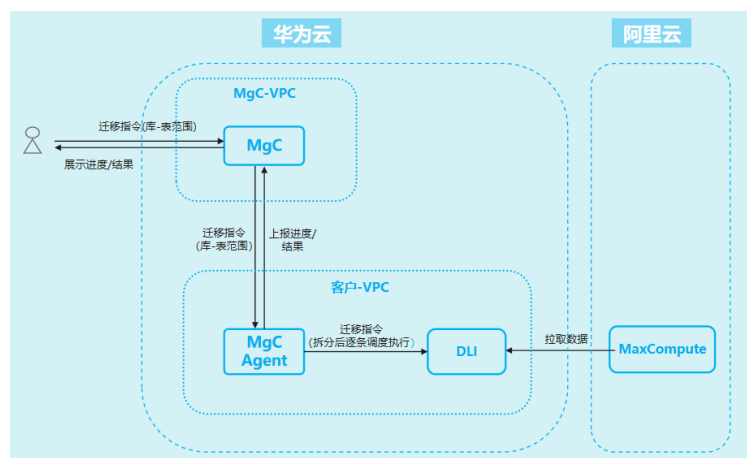 华为云
阿里云
MgC-VPC
迁移指令(库-表范围)
MgC
展示进度/结果
迁移指令
(库-表范围)
上报进度/
结果
客户-VPC
MgC
Agent
迁移指令
(拆分后逐条调度执行)
DLI
拉取数据
MaxCompute